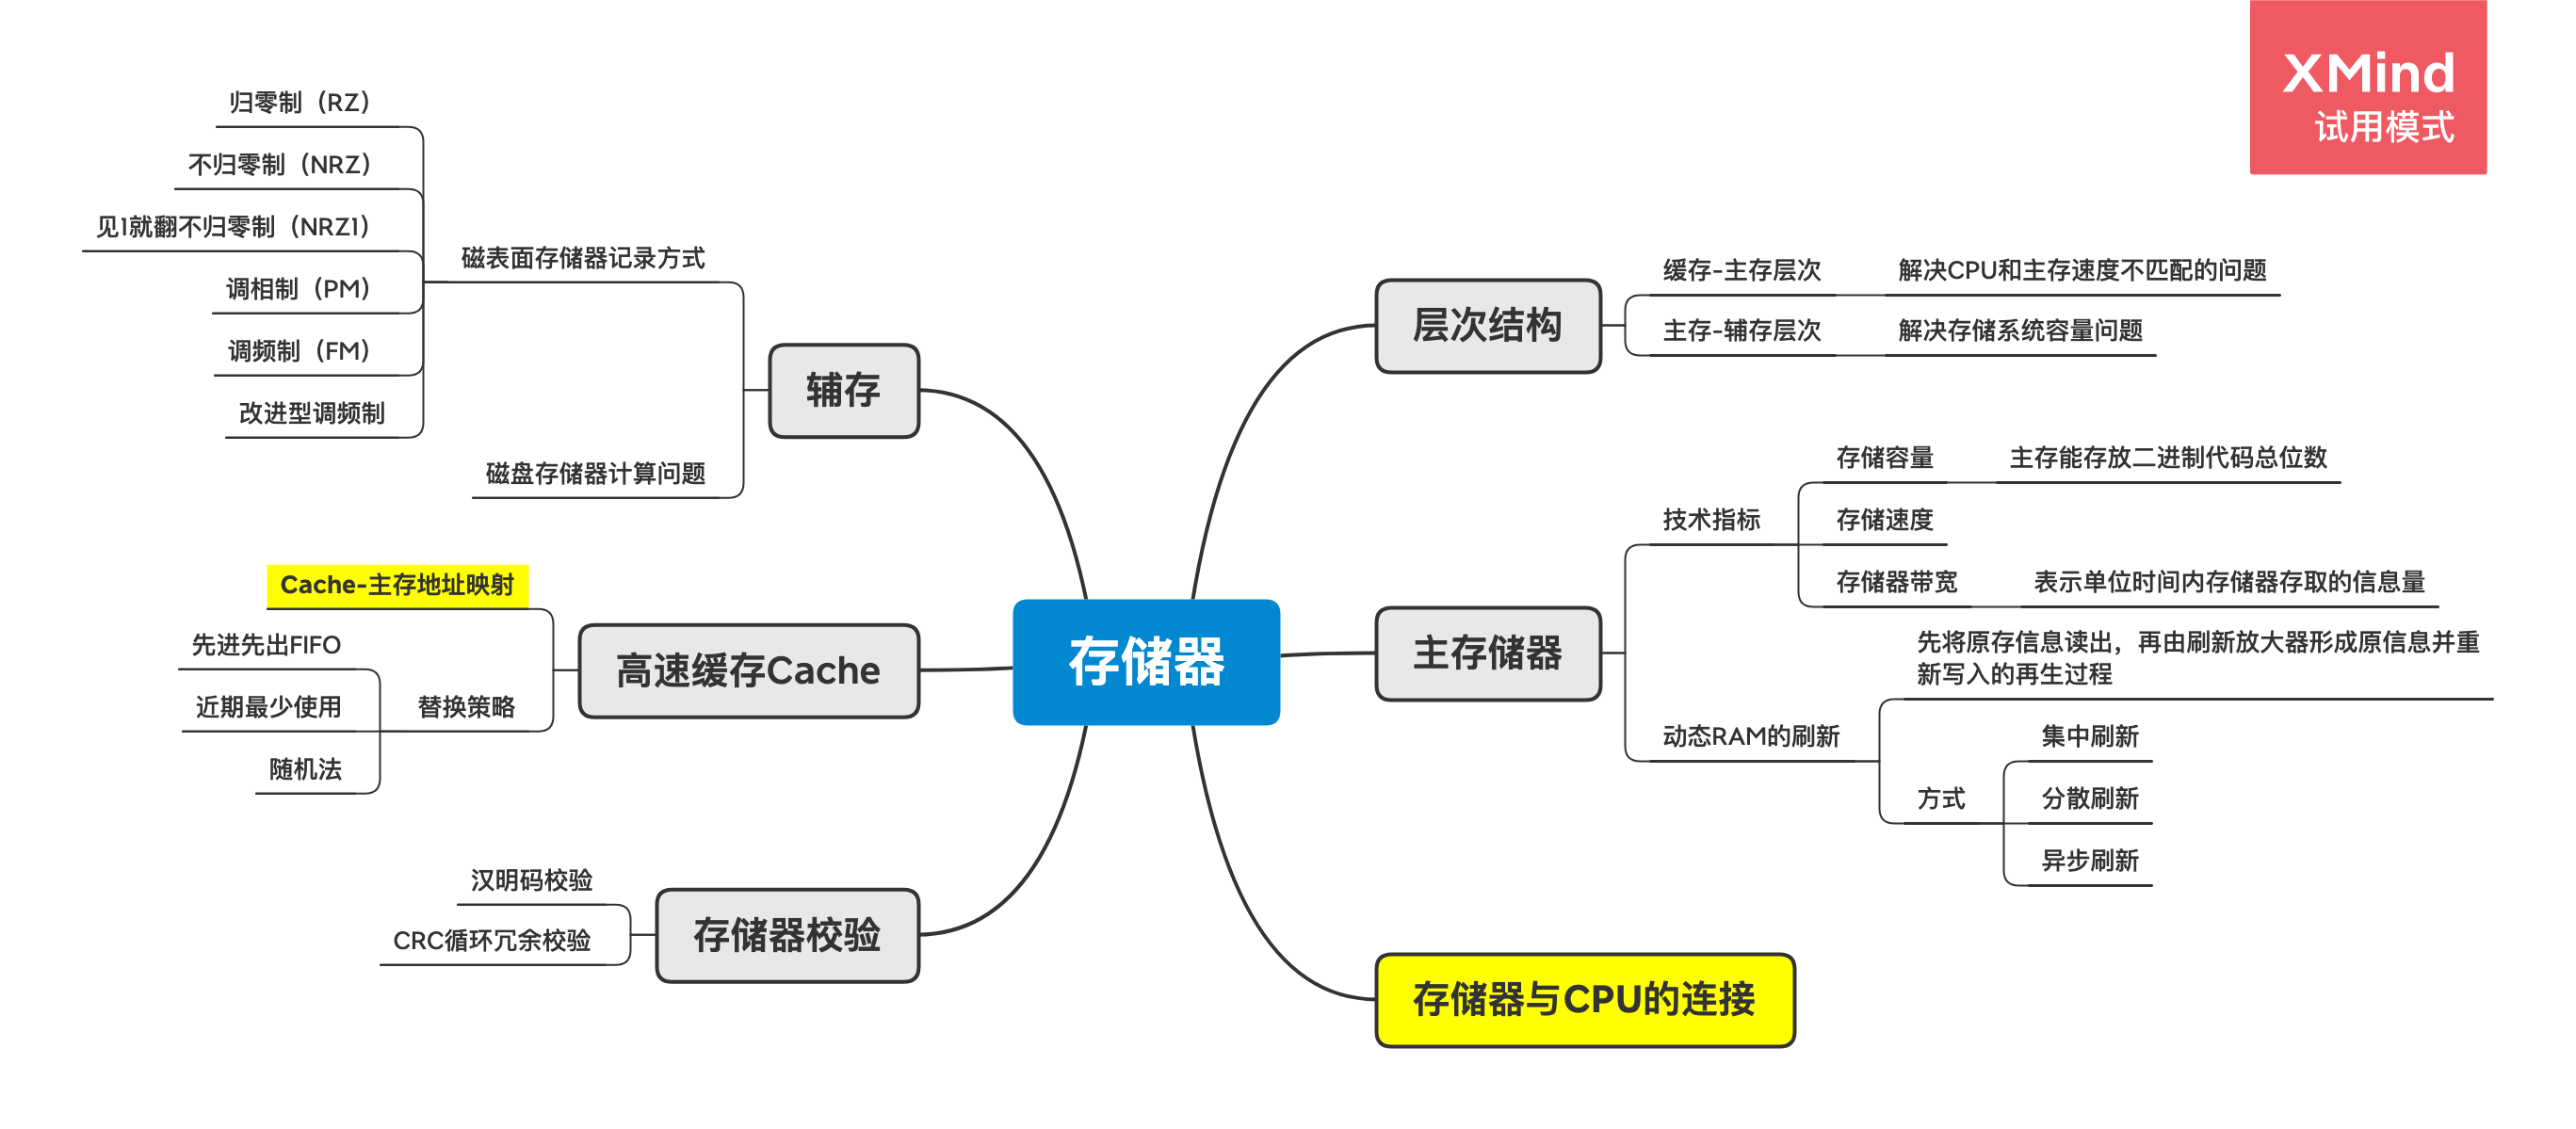 XMind
试用模式
存储器
层次结构
缓存-主存层次
解决CPU和主存速度不匹配的问题
主存-辅存层次
解决存储系统容量问题
主存储器
技术指标
存储容量
主存能存放二进制代码总位数
存储速度
存储器带宽
表示单位时间内存储器存取的信息量
动态RAM的刷新
先将原存信息读出，再由刷新放大器形成原信息并重
新写入的再生过程
方式
集中刷新
分散刷新
异步刷新
存储器与CPU的连接
辅存
磁表面存储器记录方式
归零制（RZ）
不归零制（NRZ）
见1就翻不归零制（NRZ1）
调相制（PM）
调频制（FM）
改进型调频制
磁盘存储器计算问题
高速缓存Cache
Cache-主存地址映射
替换策略
先进先出FIFO
近期最少使用
随机法
存储器校验
汉明码校验
CRC循环冗余校验